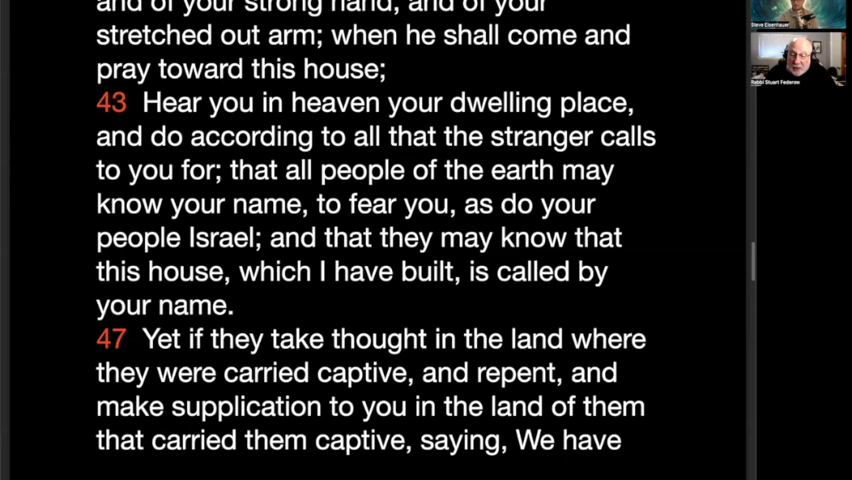 and of your strong hand, and of your
stretched out arm; when he shall come and
pray toward this house;
43 Hear you in heaven your dwelling place,
and do according to all that the stranger calls
to you for; that all people of the earth may
know your name, to fear you, as do your
people Israel; and that they may know that
this house, which I have built, is called by
your name.
47 Yet if they take thought in the land where
they were carried captive, and repent, and
make supplication to you in the land of them
that carried them captive, saying, We have
Steve Eisenhauer
Rabbi Stuart Federow